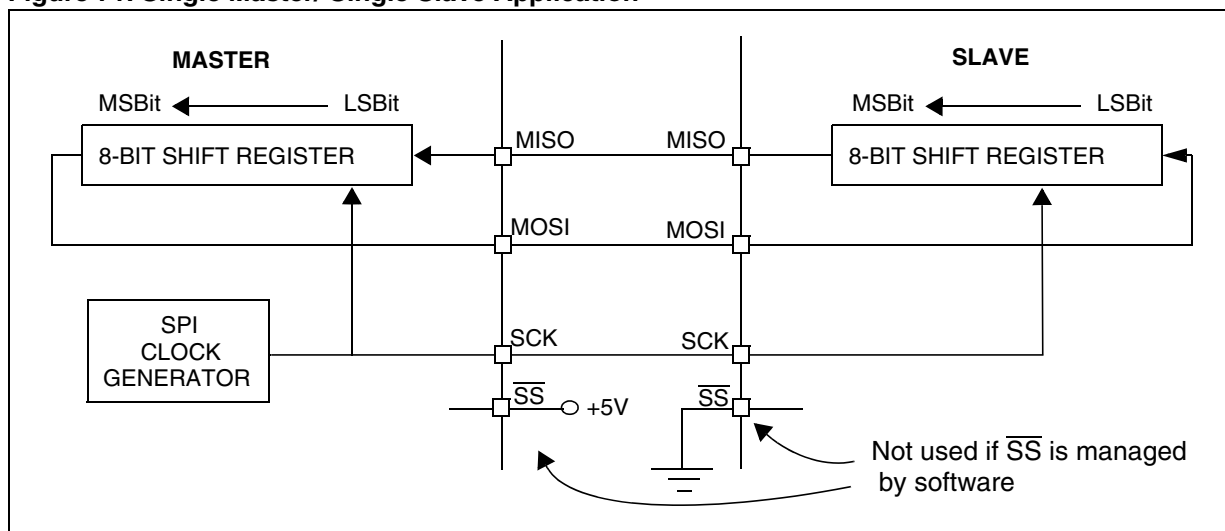 MASTER
MSBit LSBit
8-BIT SHIFT REGISTER
SPI
CLOCK
GENERATOR
MISO MISO
MOSI MOSI
SCK SCK
SS +5V SS
SLAVE
MSBit LSBit
8-BIT SHIFT REGISTER
Not used if SS is managed
by software